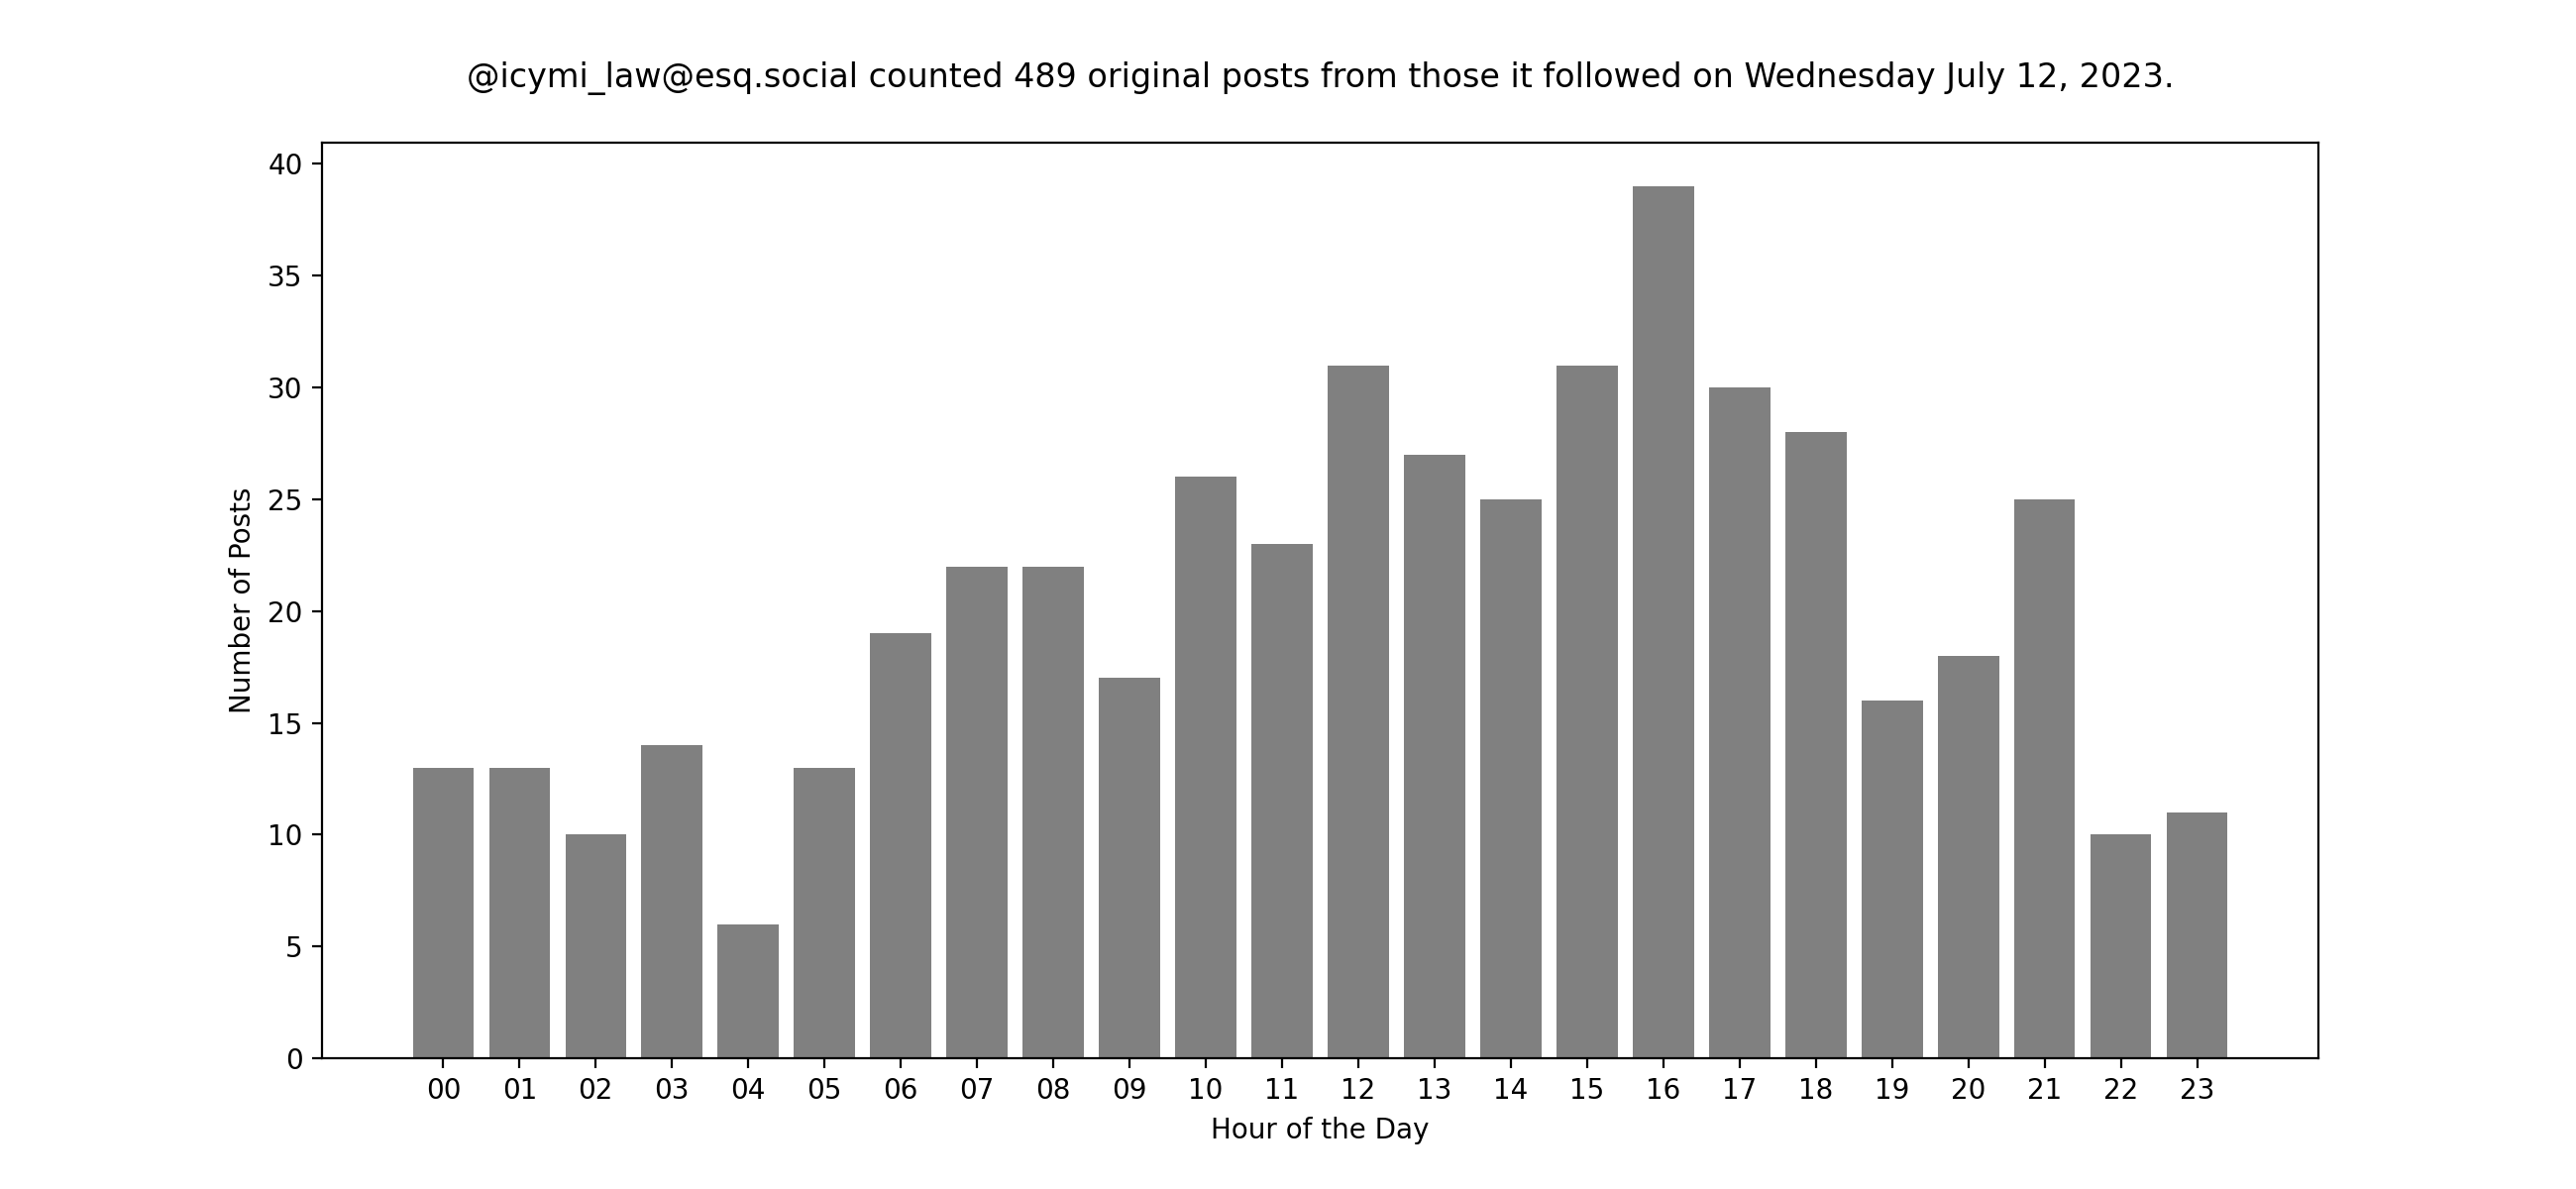 @icymi_law@esq.social counted 489 original posts from those it followed on Wednesday July 12, 2023.
40
35
30
25
20
15
10
5
0
Number of Posts
00 01 02 03 04 05 06 07 08 09 10 11 12 13 14 15 16 17 18 19 20 21 22 23
Hour of the Day